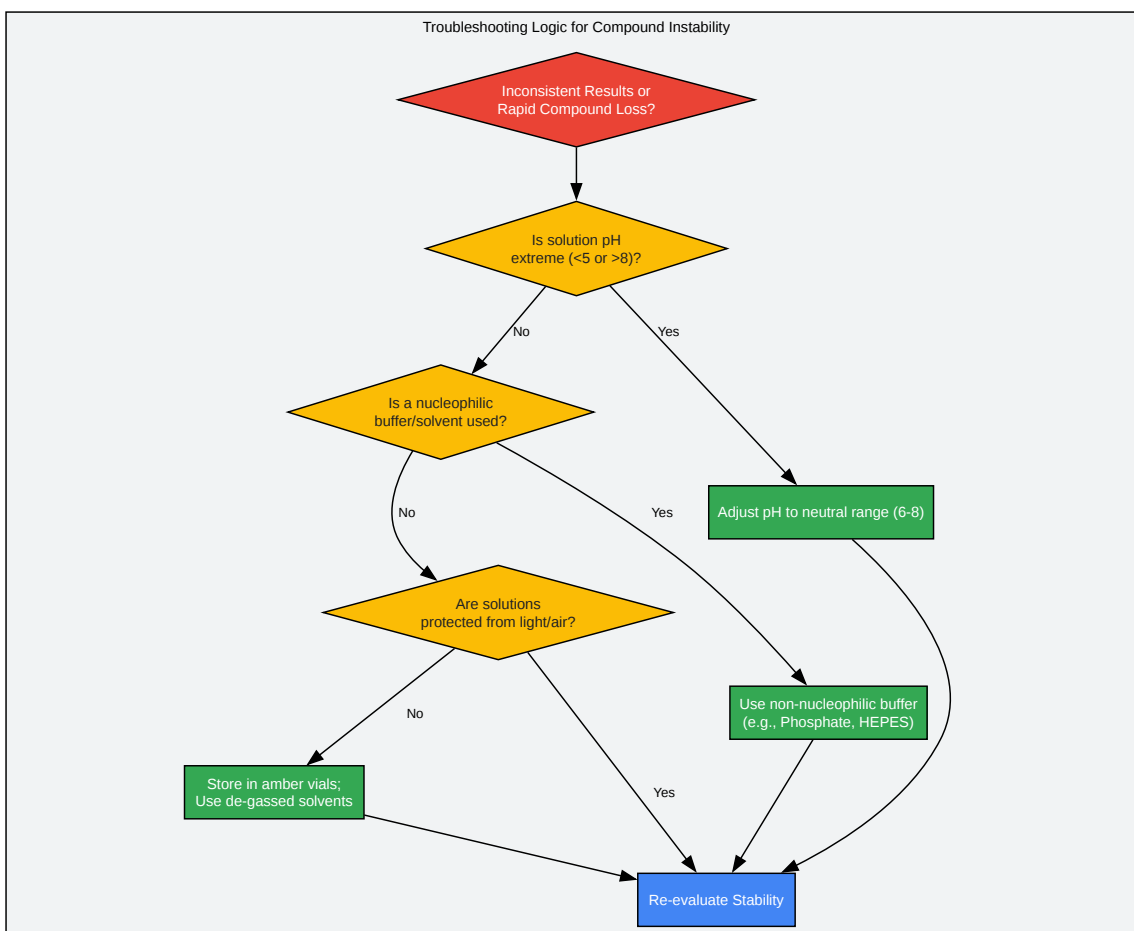 Troubleshooting Logic for Compound Instability
Inconsistent Results or
Rapid Compound Loss?
Is solution pH
extreme (<5 or >8)?
No
Yes
Is a nucleophilic
buffer/solvent used?
No
Yes
Adjust pH to neutral range (6-8)
Are solutions
protected from light/air?
No
Yes
Use non-nucleophilic buffer
(e.g., Phosphate, HEPES)
Store in amber vials;
Use de-gassed solvents
Re-evaluate Stability